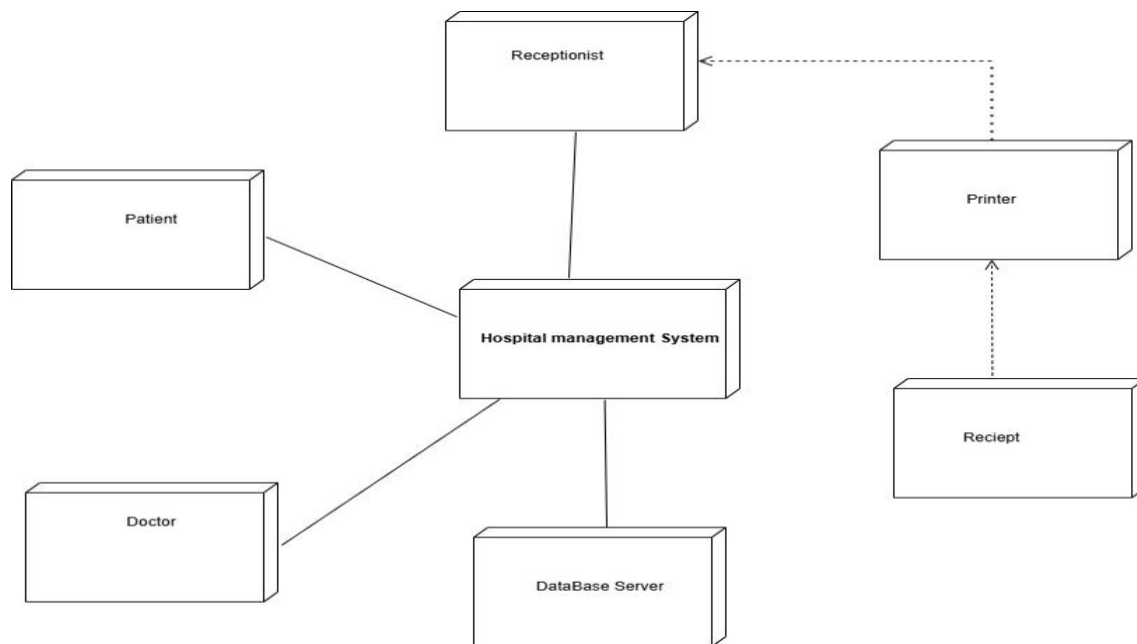 Receptionist
Printer
Patient
Hospital management System
Reciept
Doctor
DataBase Server